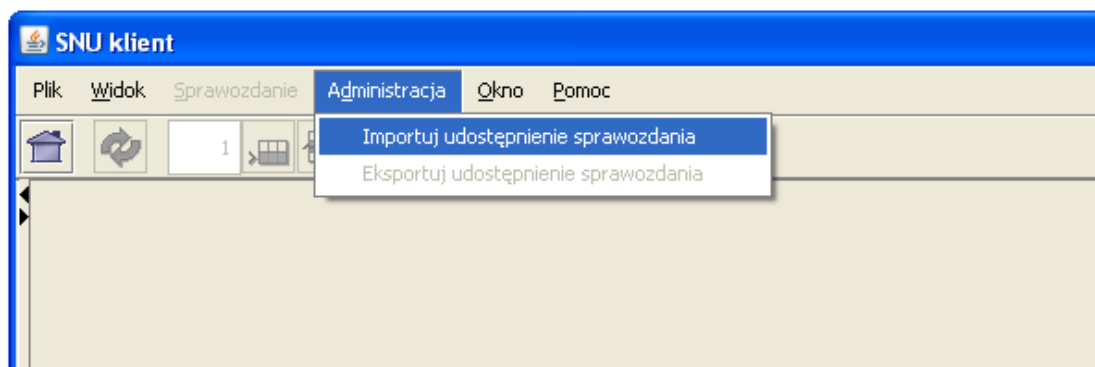 SNU klient
Plik Widok Sprawozdanie Administracja Okno Pomoc
1
Importuj udostępnienie sprawozdania
Eksportuj udostępnienie sprawozdania